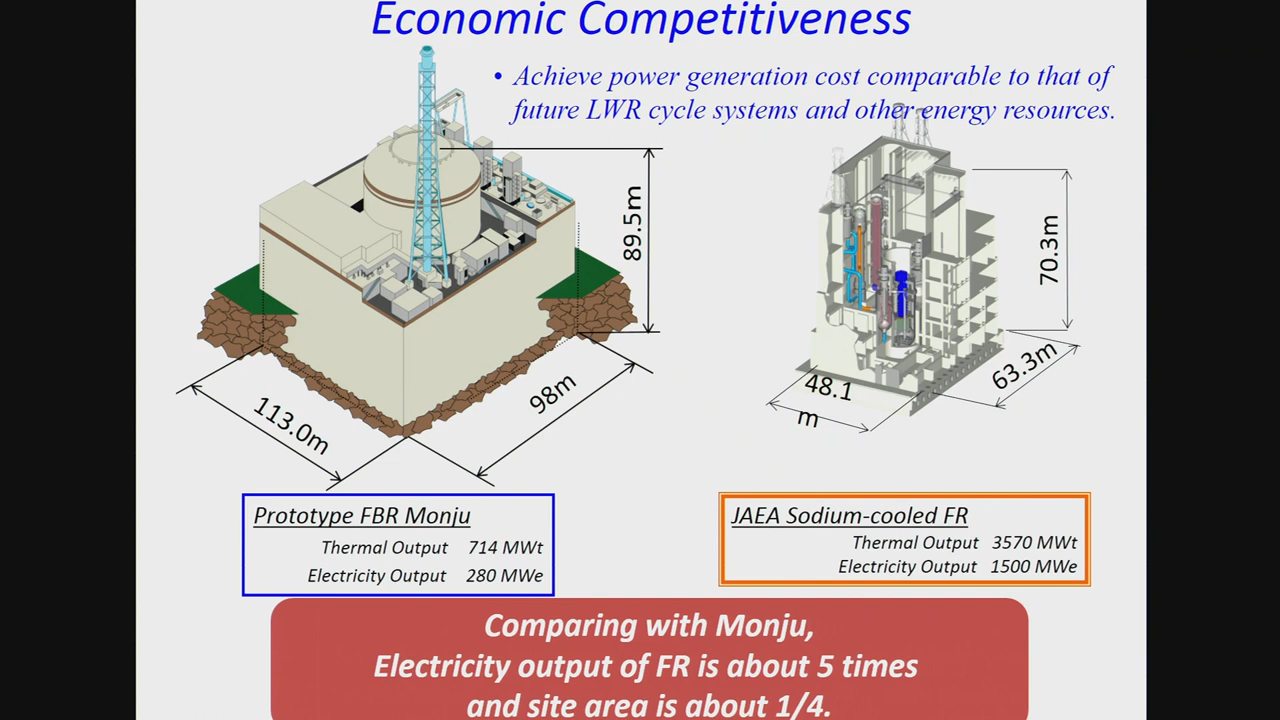 Economic Competitiveness
• Achieve power generation cost comparable to that of
future LWR cycle systems and other energy resources.
89.5m
113.0m
98m
70.3m
48.1
m
63.3m
Prototype FBR Monju
Thermal Output 714 MWt
Electricity Output 280 MWe
JAEA Sodium-cooled FR
Thermal Output 3570 MWt
Electricity Output 1500 MWe
Comparing with Monju,
Electricity output of FR is about 5 times
and site area is about 1/4.